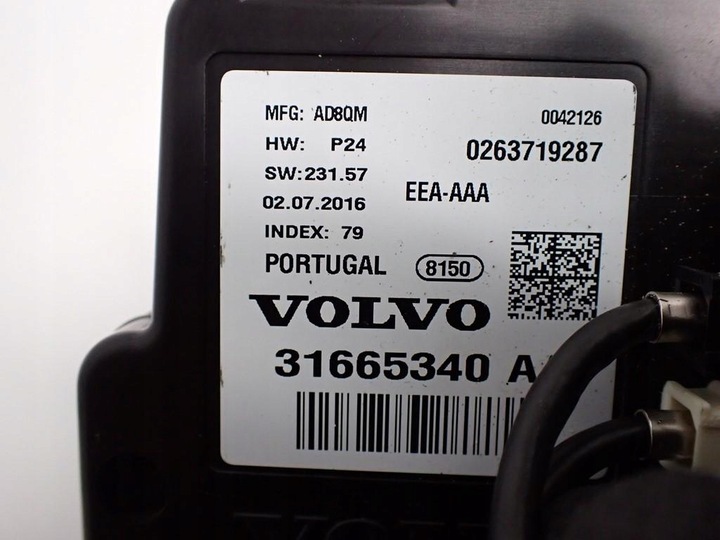 MFG: AD8QM 0042126
HW: P24 0263719287
SW:231.57 EEA-AAA
02.07.2016
INDEX: 79
PORTUGAL 8150
VOLVO
31665340